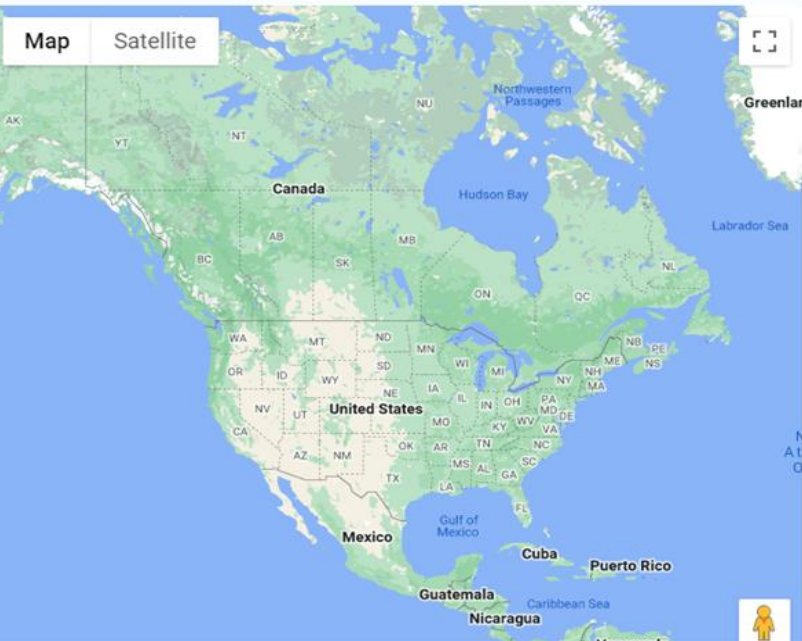 Map
Satellite
Northwestern
Passages
NU
Greenlan
AK
YT
NT
Canada
Hudson Bay
Labrador Sea
AB
MB
BC
SK
NL
ON
QC
WA
MT
ND
MN
NB
PE
NS
ME
OR
ID
WY
SD
WI
MI
NH
MA
NY
NE
IA
IL
IN
OH
PA
MD
DE
NV
UT
United States
CA
MO
KY
WV
VA
AZ
NM
OK
AR
TN
NC
SC
MS
AL
GA
TX
LA
FL
Gulf of
Mexico
Mexico
Cuba
Puerto Rico
Guatemala
Caribbean Sea
Nicaragua
N
At
O